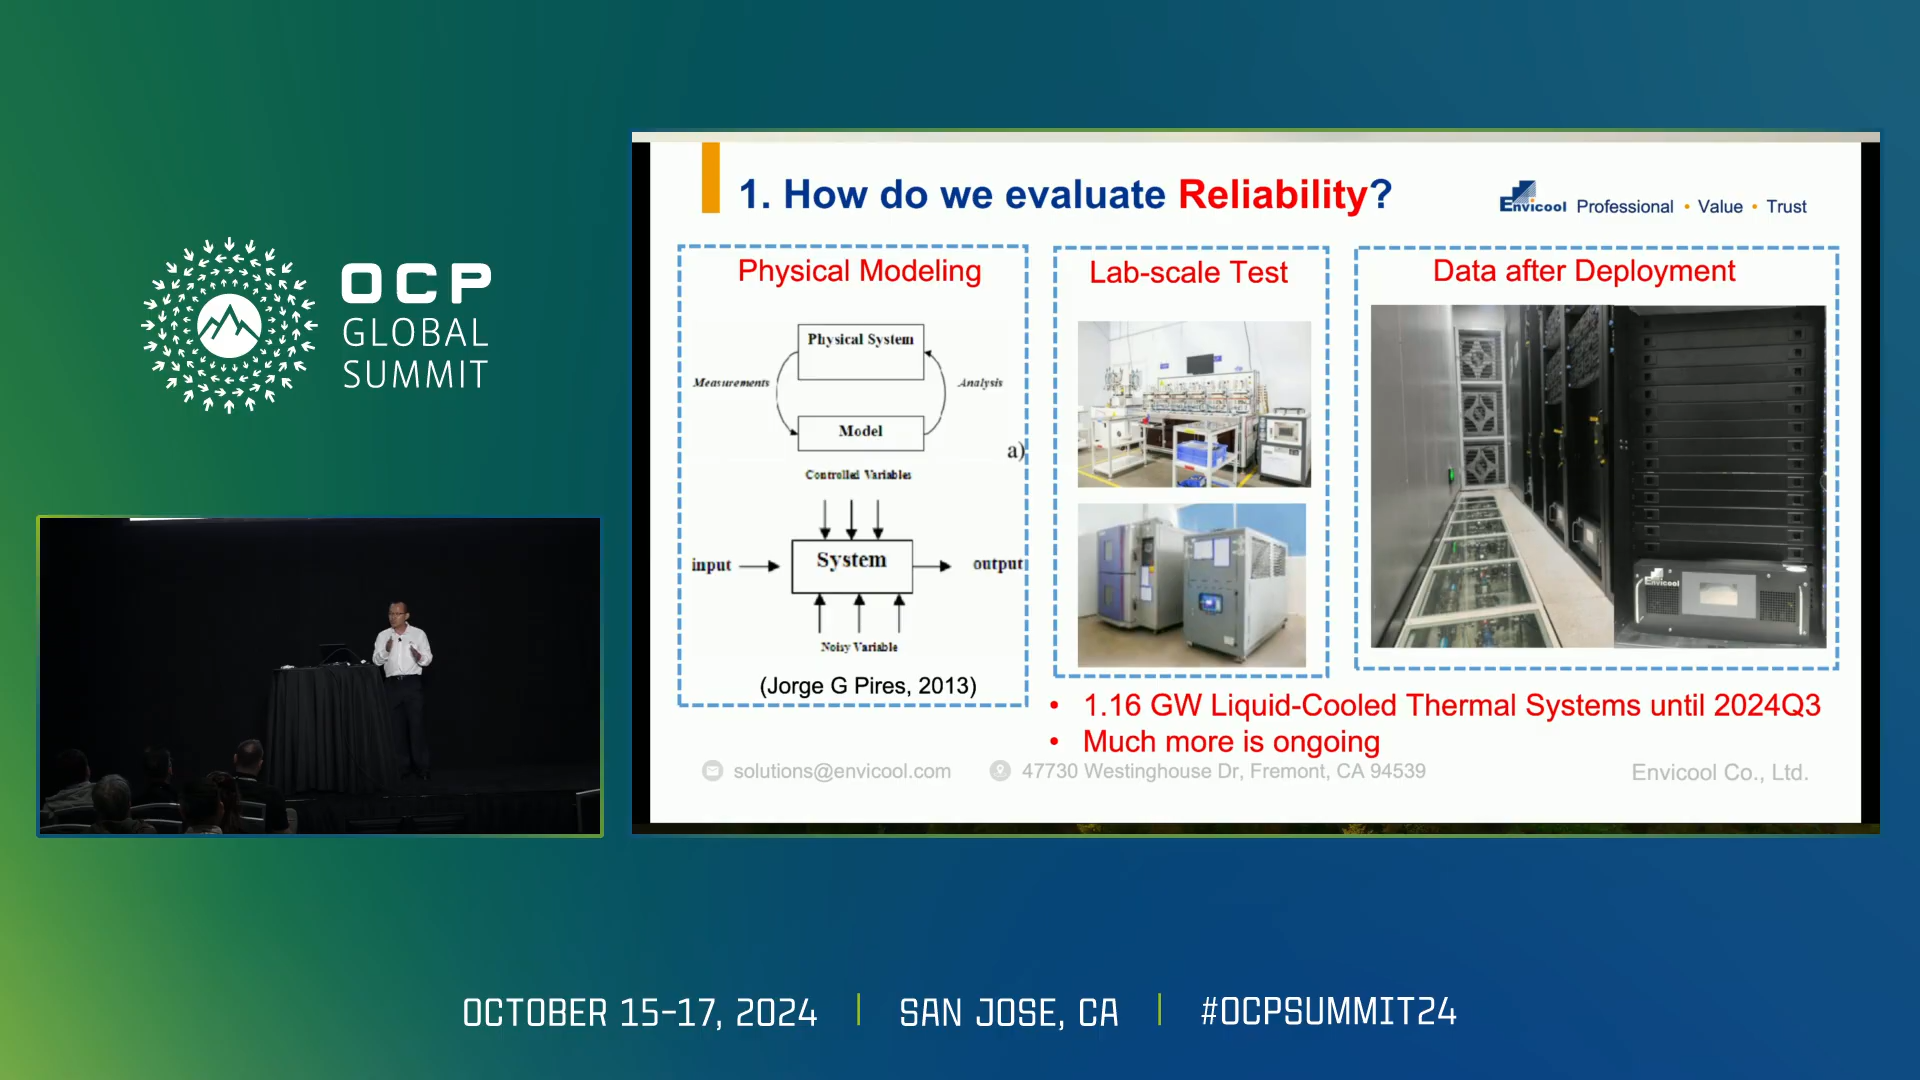 OCP
GLOBAL
SUMMIT
1. How do we evaluate Reliability?
Envicool Professional • Value • Trust
Physical Modeling
Physical System
Measurements
Analysis
Model
a)
Controlled Variables
input
System
output
Noisy Variable
(Jorge G Pires, 2013)
Lab-scale Test
Data after Deployment
Envicool
• 1.16 GW Liquid-Cooled Thermal Systems until 2024Q3
• Much more is ongoing
solutions@envicool.com
47730 Westinghouse Dr, Fremont, CA 94539
Envicool Co., Ltd.
OCTOBER 15-17, 2024 | SAN JOSE, CA | #OCPSUMMIT24